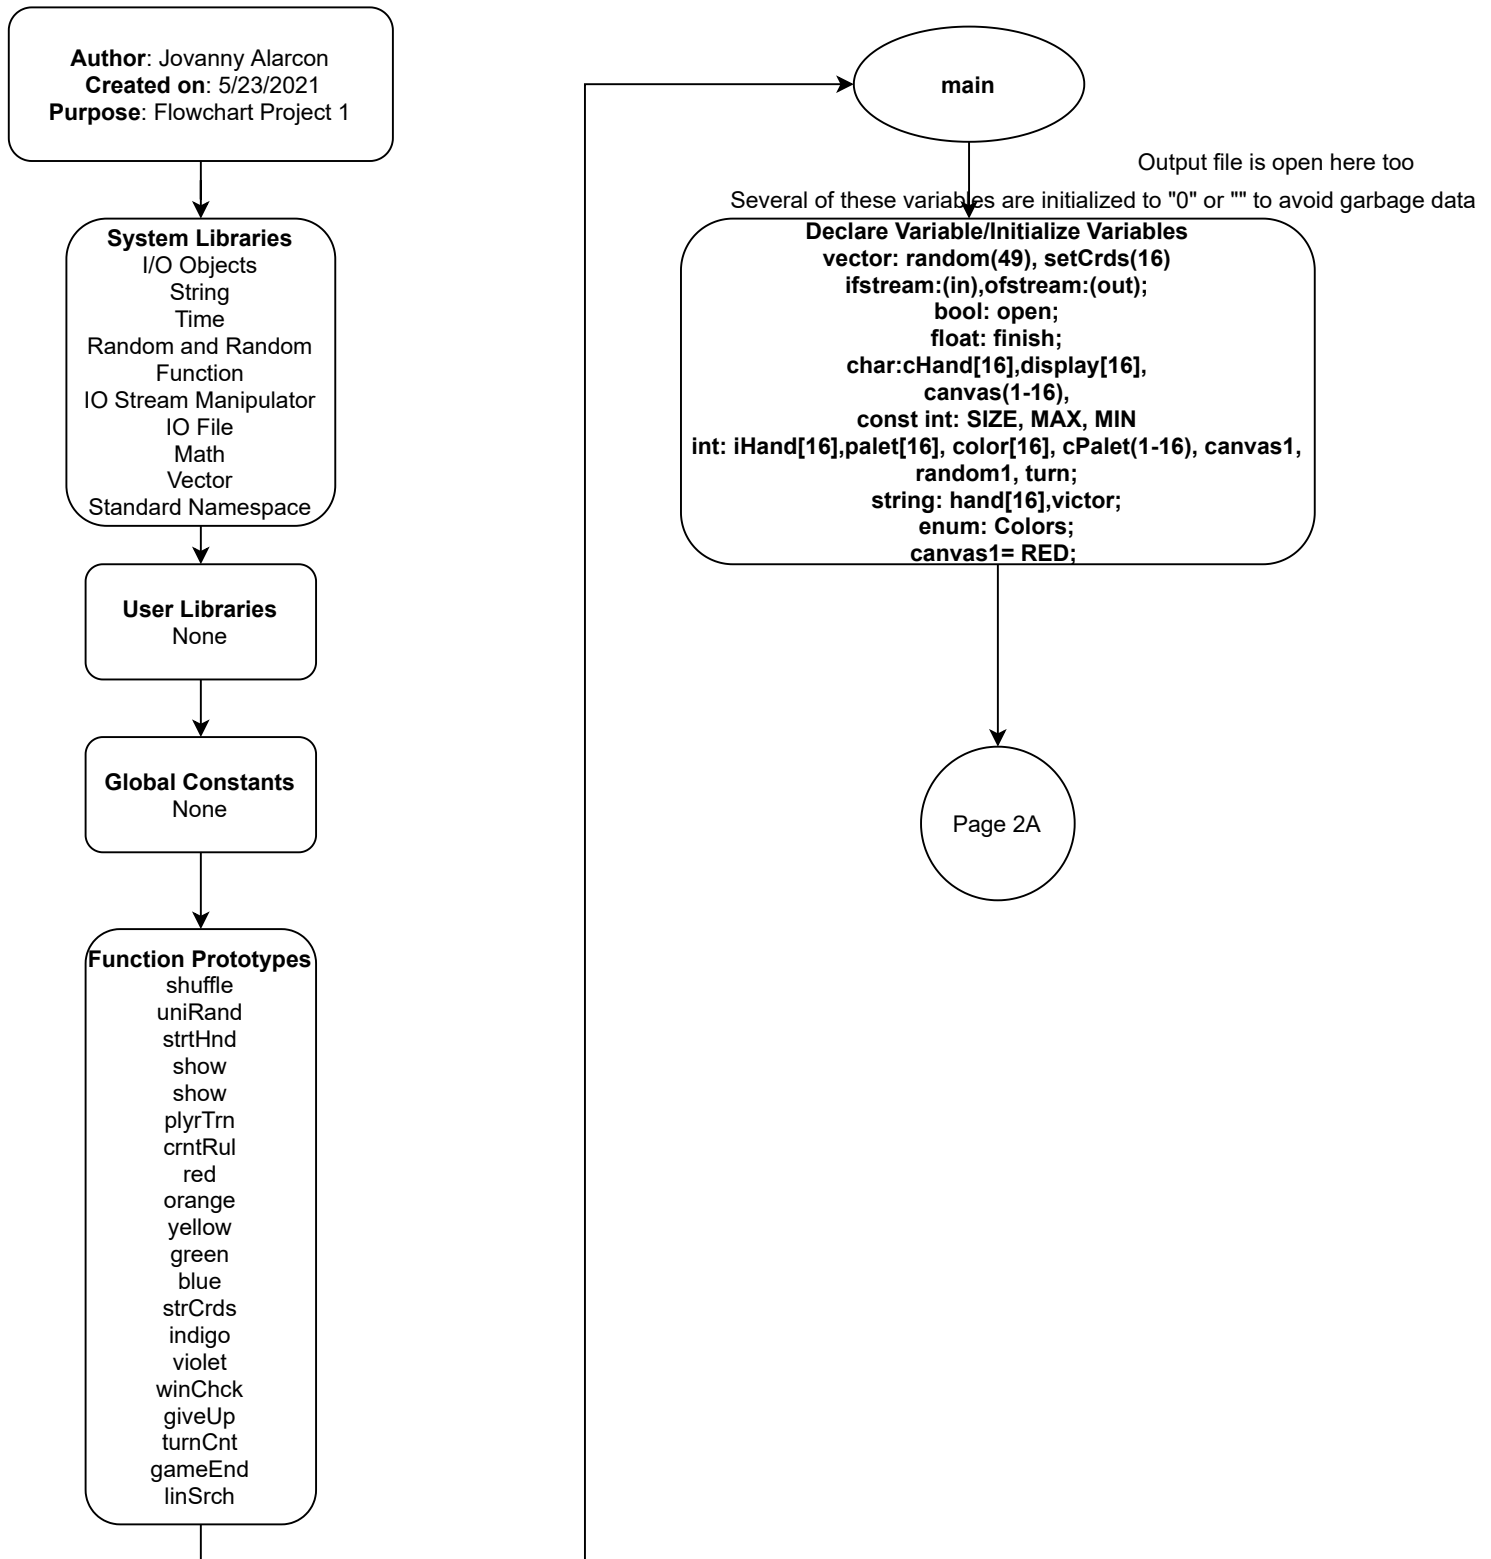 Author: Jovanny Alarcon
Created on: 5/23/2021
Purpose: Flowchart Project 1
System Libraries
I/O Objects
String
Time
Random and Random
Function
IO Stream Manipulator
IO File
Math
Vector
Standard Namespace
User Libraries
None
Global Constants
None
Function Prototypes
shuffle
uniRand
strtHnd
show
show
plyrTrn
crntRul
red
orange
yellow
green
blue
strCrds
indigo
violet
winChck
giveUp
turnCnt
gameEnd
linSrch
main
Output file is open here too
Several of these variables are initialized to "0" or "" to avoid garbage data
Declare Variable/Initialize Variables
vector: random(49), setCrds(16)
ifstream:(in),ofstream:(out);
bool: open;
float: finish;
char:cHand[16],display[16],
canvas(1-16),
const int: SIZE, MAX, MIN
int: iHand[16],palet[16], color[16], cPalet(1-16), canvas1,
random1, turn;
string: hand[16],victor;
enum: Colors;
canvas1= RED;
Page 2A